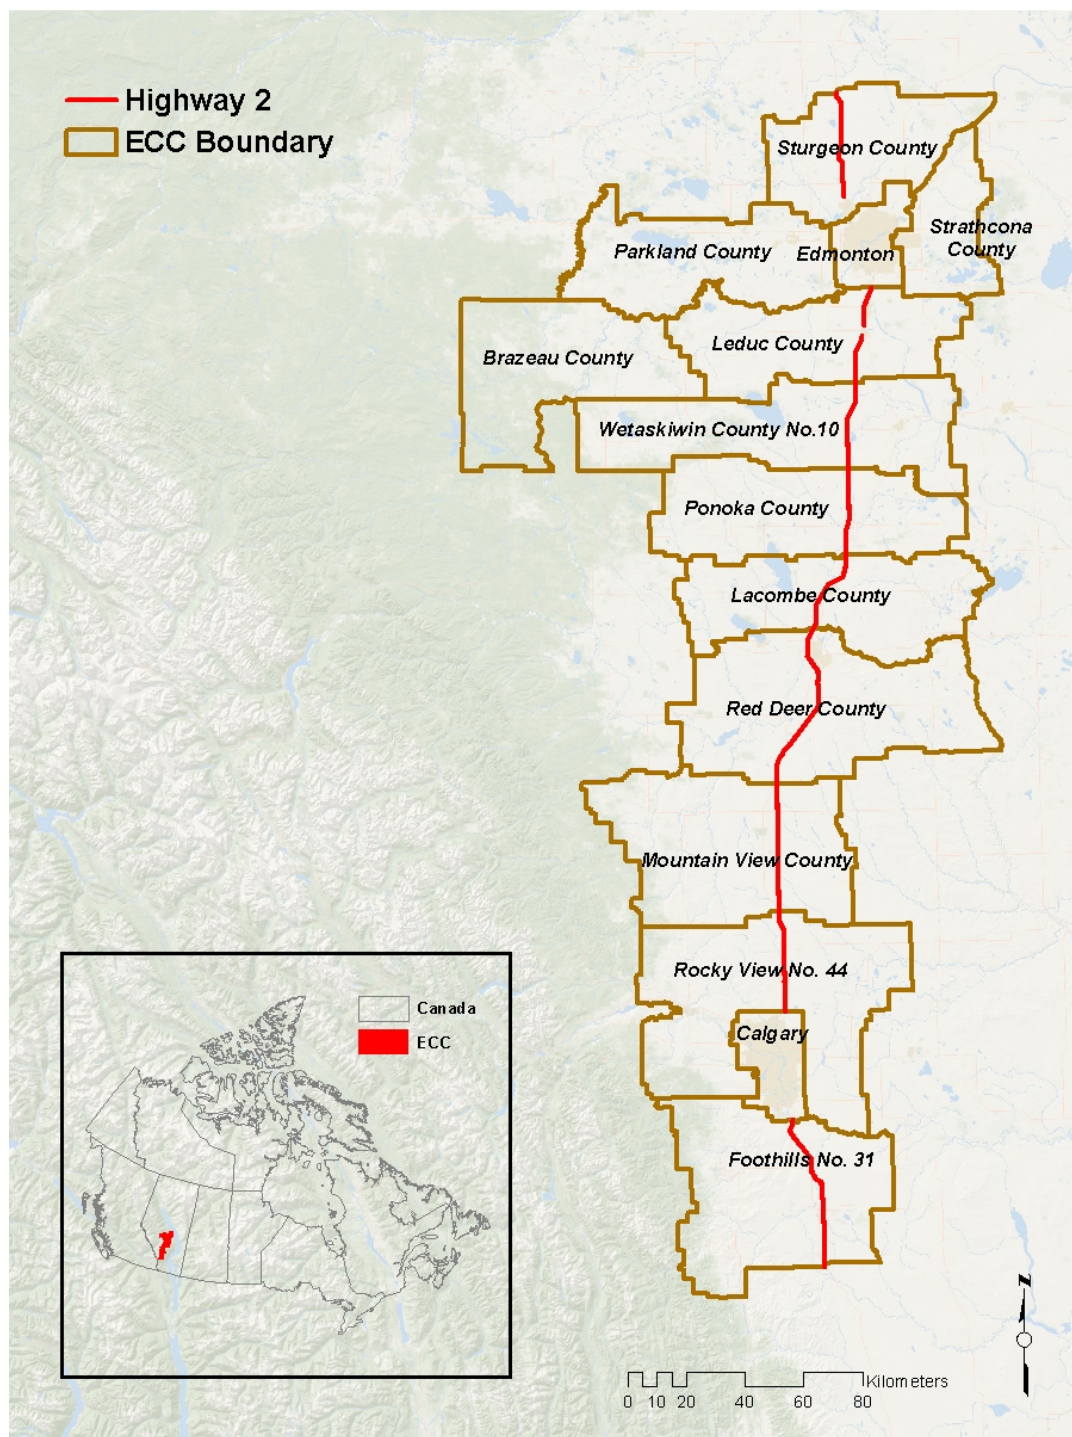 Highway 2
ECC Boundary
Sturgeon County
Strathcona
County
Parkland County
Edmonton
Leduc County
Brazeau County
Wetaskiwin County No.10
Ponoka County
Lacombe County
Red Deer County
Mountain View County
Rocky View No. 44
Calgary
Foothills No. 31
Canada
ECC
N
Kilometers
0 10 20 40 60 80